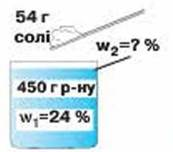 54 г
солі
w₂=? %
450 г р-ну
w₁=24 %